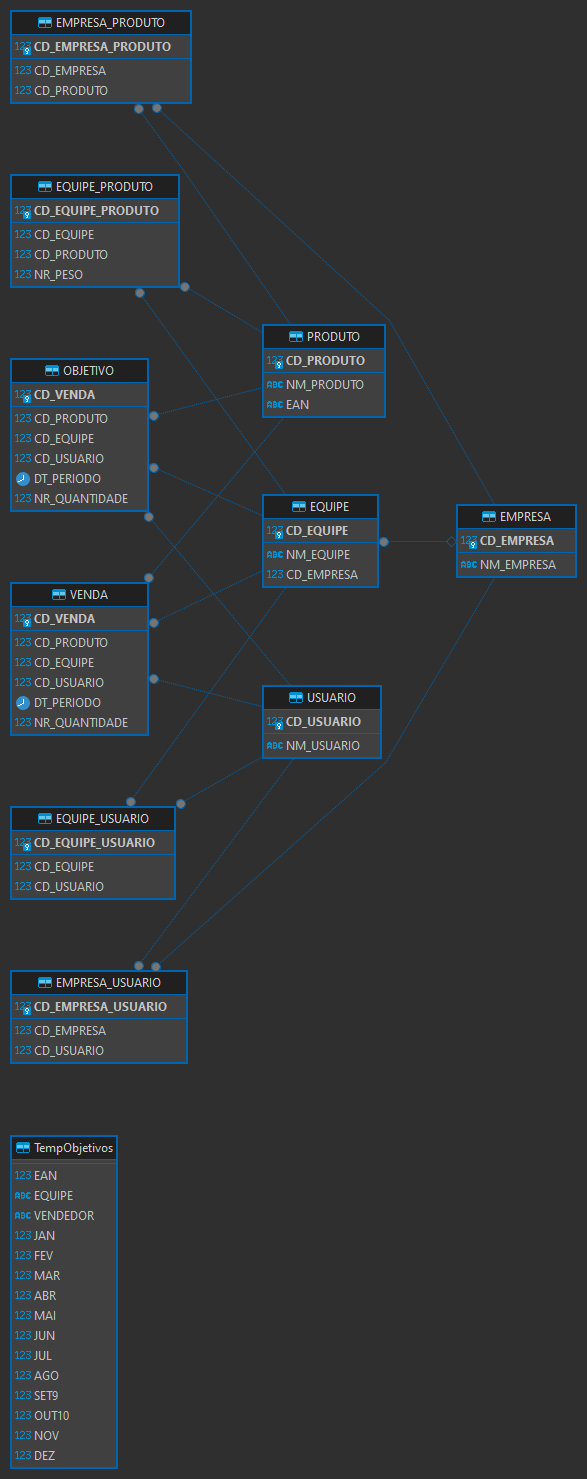 EMPRESA_PRODUTO
123 CD_EMPRESA_PRODUTO
123 CD_EMPRESA
123 CD_PRODUTO
EQUIPE_PRODUTO
123 CD_EQUIPE_PRODUTO
123 CD_EQUIPE
123 CD_PRODUTO
123 NR_PESO
PRODUTO
123 CD_PRODUTO
ABC NM_PRODUTO
ABC EAN
OBJETIVO
123 CD_VENDA
123 CD_PRODUTO
123 CD_EQUIPE
123 CD_USUARIO
DT_PERIODO
123 NR_QUANTIDADE
EQUIPE
123 CD_EQUIPE
ABC NM_EQUIPE
123 CD_EMPRESA
EMPRESA
123 CD_EMPRESA
ABC NM_EMPRESA
VENDA
123 CD_VENDA
123 CD_PRODUTO
123 CD_EQUIPE
123 CD_USUARIO
DT_PERIODO
123 NR_QUANTIDADE
USUARIO
123 CD_USUARIO
ABC NM_USUARIO
EQUIPE_USUARIO
123 CD_EQUIPE_USUARIO
123 CD_EQUIPE
123 CD_USUARIO
EMPRESA_USUARIO
123 CD_EMPRESA_USUARIO
123 CD_EMPRESA
123 CD_USUARIO
TempObjetivos
123 EAN
ABC EQUIPE
ABC VENDEDOR
123 JAN
123 FEV
123 MAR
123 ABR
123 MAI
123 JUN
123 JUL
123 AGO
123 SET9
123 OUT10
123 NOV
123 DEZ